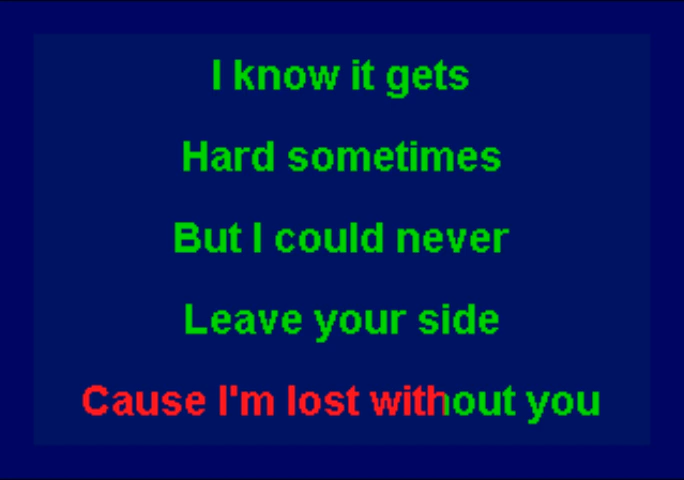 I know it gets
Hard sometimes
But I could never
Leave your side
Cause I'm lost without you